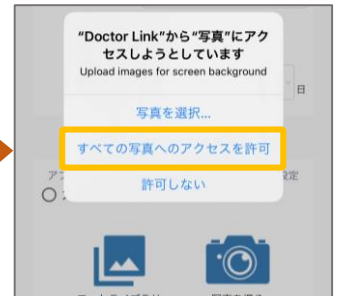 “Doctor Link”から“写真”にアク
セスしようとしています
Upload images for screen background
日
写真を選択...
すべての写真へのアクセスを許可
許可しない